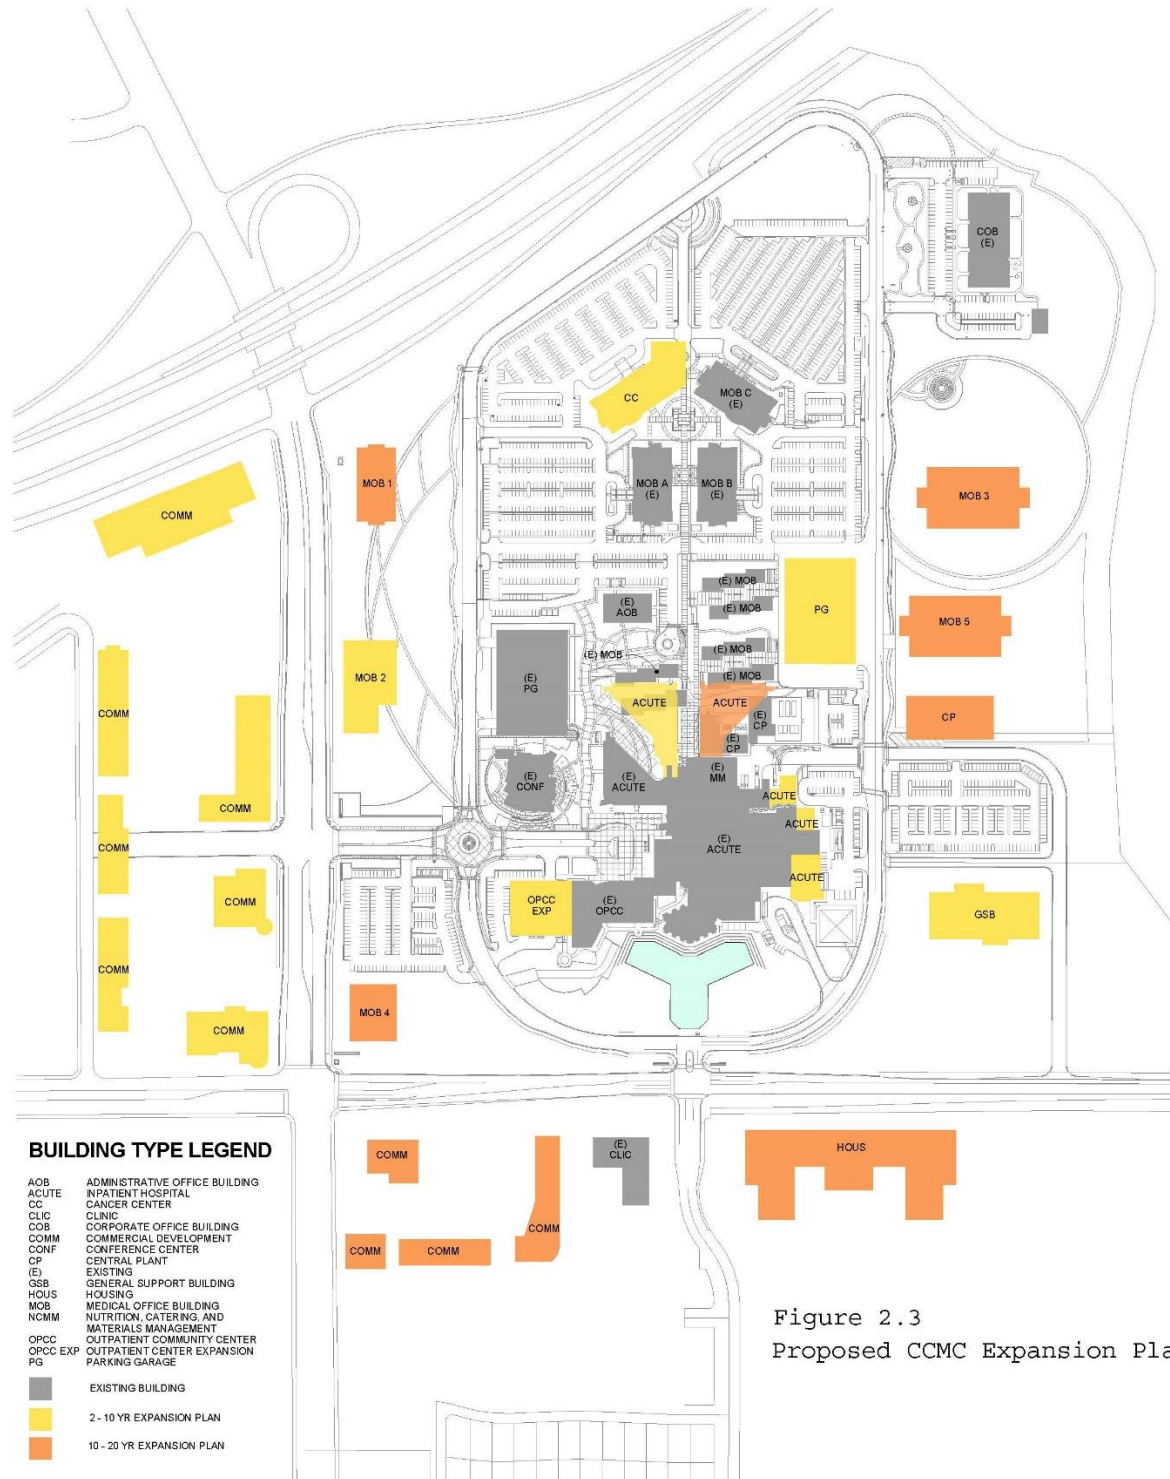 COB
(E)
CC
MOB C
(E)
MOB 1
MOB A
(E)
MOB B
(E)
MOB 3
COMM
(E) MOB
(E)
AOB
(E) MOB
PG
MOB 5
(E) MOB
(E) MOB
(E) MOB
MOB 2
(E)
PG
ACUTE
ACUTE
(E)
CP
CP
COMM
(E)
CP
(E)
CONF
(E)
ACUTE
(E)
MM
ACUTE
COMM
ACUTE
(E)
ACUTE
COMM
ACUTE
COMM
OPCC
EXP
(E)
OPCC
GSB
COMM
MOB 4
COMM
COMM
(E)
CLIC
HOUS
COMM
COMM
COMM
BUILDING TYPE LEGEND
AOB ADMINISTRATIVE OFFICE BUILDING
ACUTE INPATIENT HOSPITAL
CC CANCER CENTER
CLIC CLINIC
COB CORPORATE OFFICE BUILDING
COMM COMMERCIAL DEVELOPMENT
CONF CONFERENCE CENTER
CP CENTRAL PLANT
(E) EXISTING
GSB GENERAL SUPPORT BUILDING
HOUS HOUSING
MOB MEDICAL OFFICE BUILDING
NCMM NUTRITION, CATERING, AND
MATERIALS MANAGEMENT
OPCC OUTPATIENT COMMUNITY CENTER
OPCC EXP OUTPATIENT CENTER EXPANSION
PG PARKING GARAGE
EXISTING BUILDING
2 - 10 YR EXPANSION PLAN
10 - 20 YR EXPANSION PLAN
Figure 2.3
Proposed CCMC Expansion Pla